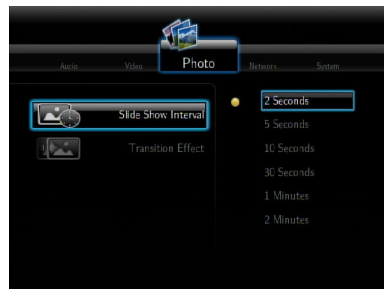 Audio Video Photo Network System
Slide Show Interval
Transition Effect
2 Seconds
5 Seconds
10 Seconds
30 Seconds
1 Minutes
2 Minutes